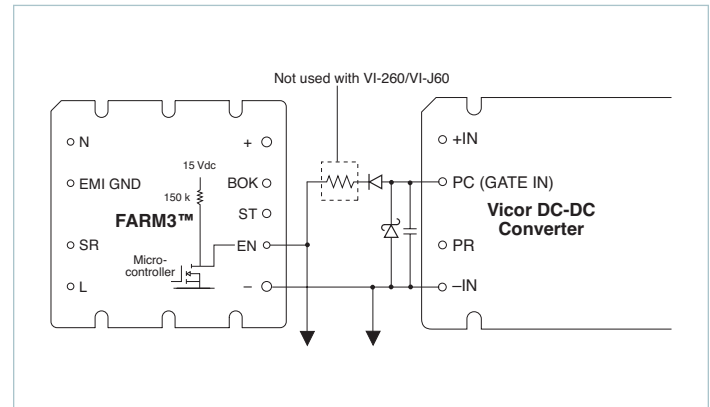 Not used with VI-260/VI-J60
N
EMI GND
SR
L
15 Vdc
150 k
FARM3™
Micro-
controller
+
BOK
ST
EN
–
+IN
PC (GATE IN)
Vicor DC-DC
Converter
PR
–IN